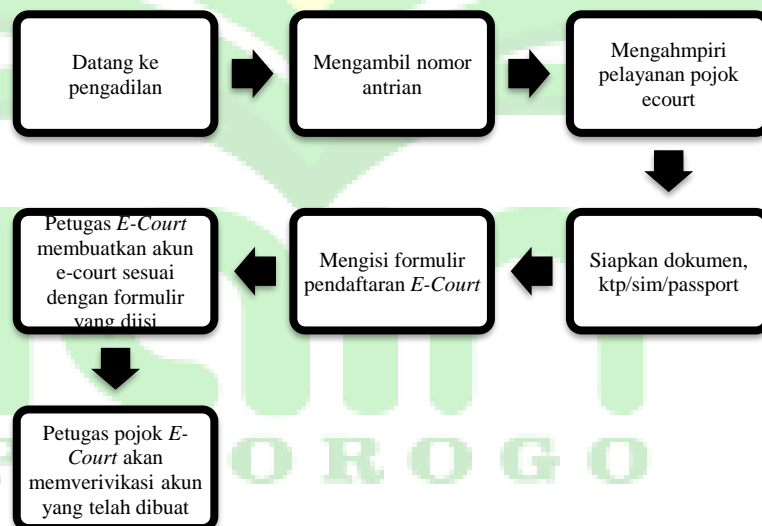 Datang ke
pengadilan
Mengambil nomor
antrian
Mengahmpiri
pelayanan pojok
ecourt
Siapkan dokumen,
ktp/sim/passport
Mengisi formulir
pendaftaran E-Court
Petugas E-Court
membuatkan akun
e-court sesuai
dengan formulir
yang diisi
Petugas pojok E-
Court akan
memverivikasi akun
yang telah dibuat
OROGO